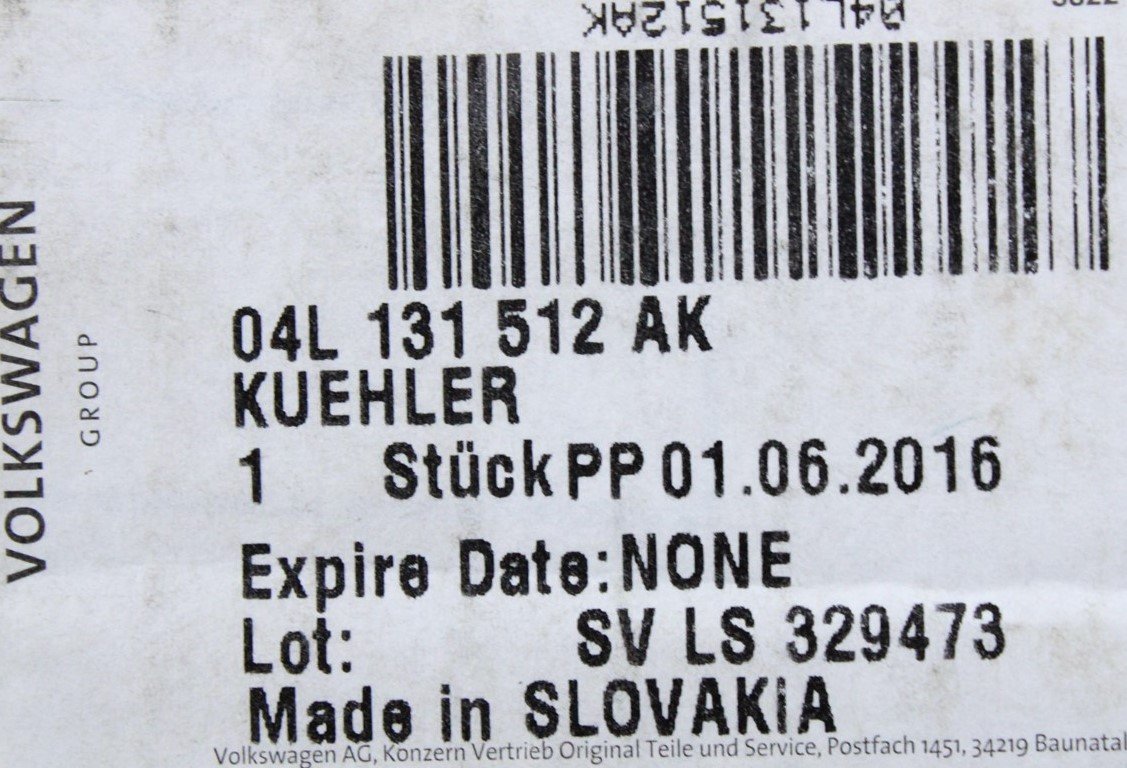 04L131512AK
VOLKSWAGEN
GROUP
04L 131 512 AK
KUEHLER
1 Stück PP 01.06.2016
Expire Date: NONE
Lot: SV LS 329473
Made in SLOVAKiA
Volkswagen AG, Konzern Vertrieb Original Teile und Service, Postfach 1451, 34219 Baunatal